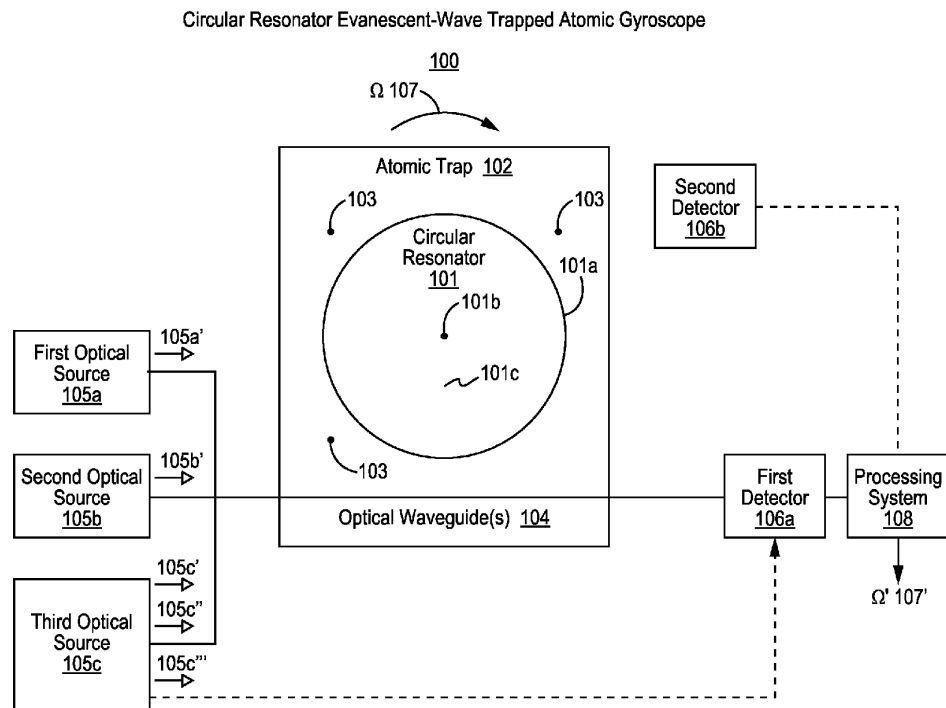 Circular Resonator Evanescent-Wave Trapped Atomic Gyroscope
100
Ω 107
Atomic Trap 102
103
103
Circular
Resonator
101
101a
101b
101c
103
Second
Detector
106b
105a'
First Optical
Source
105a
105b'
Second Optical
Source
105b
Optical Waveguide(s) 104
First
Detector
106a
Processing
System
108
Ω' 107'
105c'
105c''
Third Optical
Source
105c
105c'''